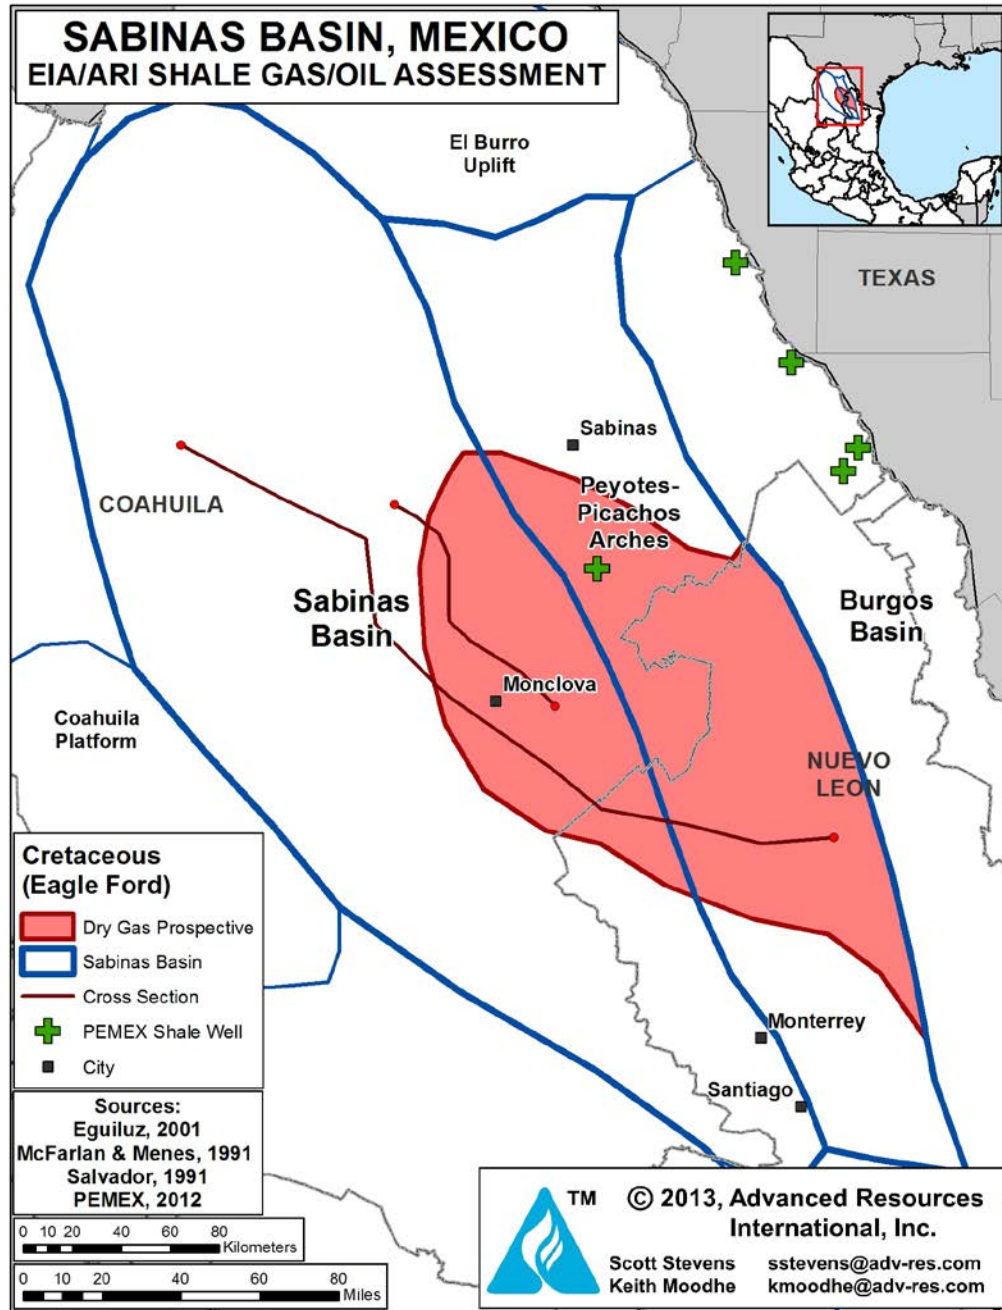 SABINAS BASIN, MEXICO
EIA/ARI SHALE GAS/OIL ASSESSMENT
El Burro
Uplift
TEXAS
Sabinas
COAHUILA
Peyotes-
Picachos
Arches
Sabinas
Basin
Burgos
Basin
Monclova
Coahuila
Platform
NUEVO
LEON
Cretaceous
(Eagle Ford)
Dry Gas Prospective
Sabinas Basin
Cross Section
PEMEX Shale Well
City
Monterrey
Santiago
Sources:
Eguiluz, 2001
McFarlan & Menes, 1991
Salvador, 1991
PEMEX, 2012
0 10 20 40 60 80
Kilometers
0 10 20 40 60 80
Miles
TM
© 2013, Advanced Resources
International, Inc.
Scott Stevens sstevens@adv-res.com
Keith Moodhe kmoodhe@adv-res.com